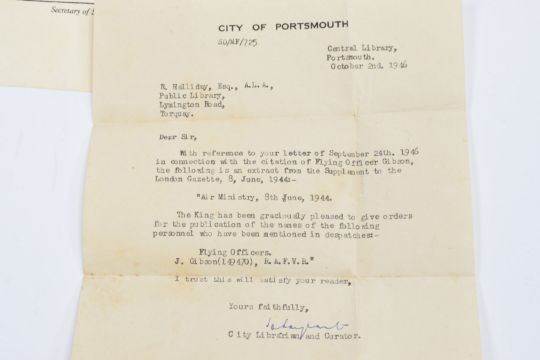 Secretary of S
CITY OF PORTSMOUTH
SD/MF/725
Central Library,
Portsmouth.
October 2nd, 1946
R. Halliday, Esq., A.L.A.,
Public Library,
Lymington Road,
Torquay.
Dear Sir,
With reference to your letter of September 24th. 1946
in connection with the citation of Flying Officer Gibson,
the following is an extract from the Supplement to the
London Gazette, 8, June, 1944:-
"Air Ministry, 8th June, 1944.
The King has been graciously pleased to give orders
for the publication of the names of the following
personnel who have been mentioned in despatches:-
Flying Officers.
J. Gibson(149470), R.A.F.V.R."
I trust this will satisfy your reader,
Yours faithfully,
City Librarian and Curator.